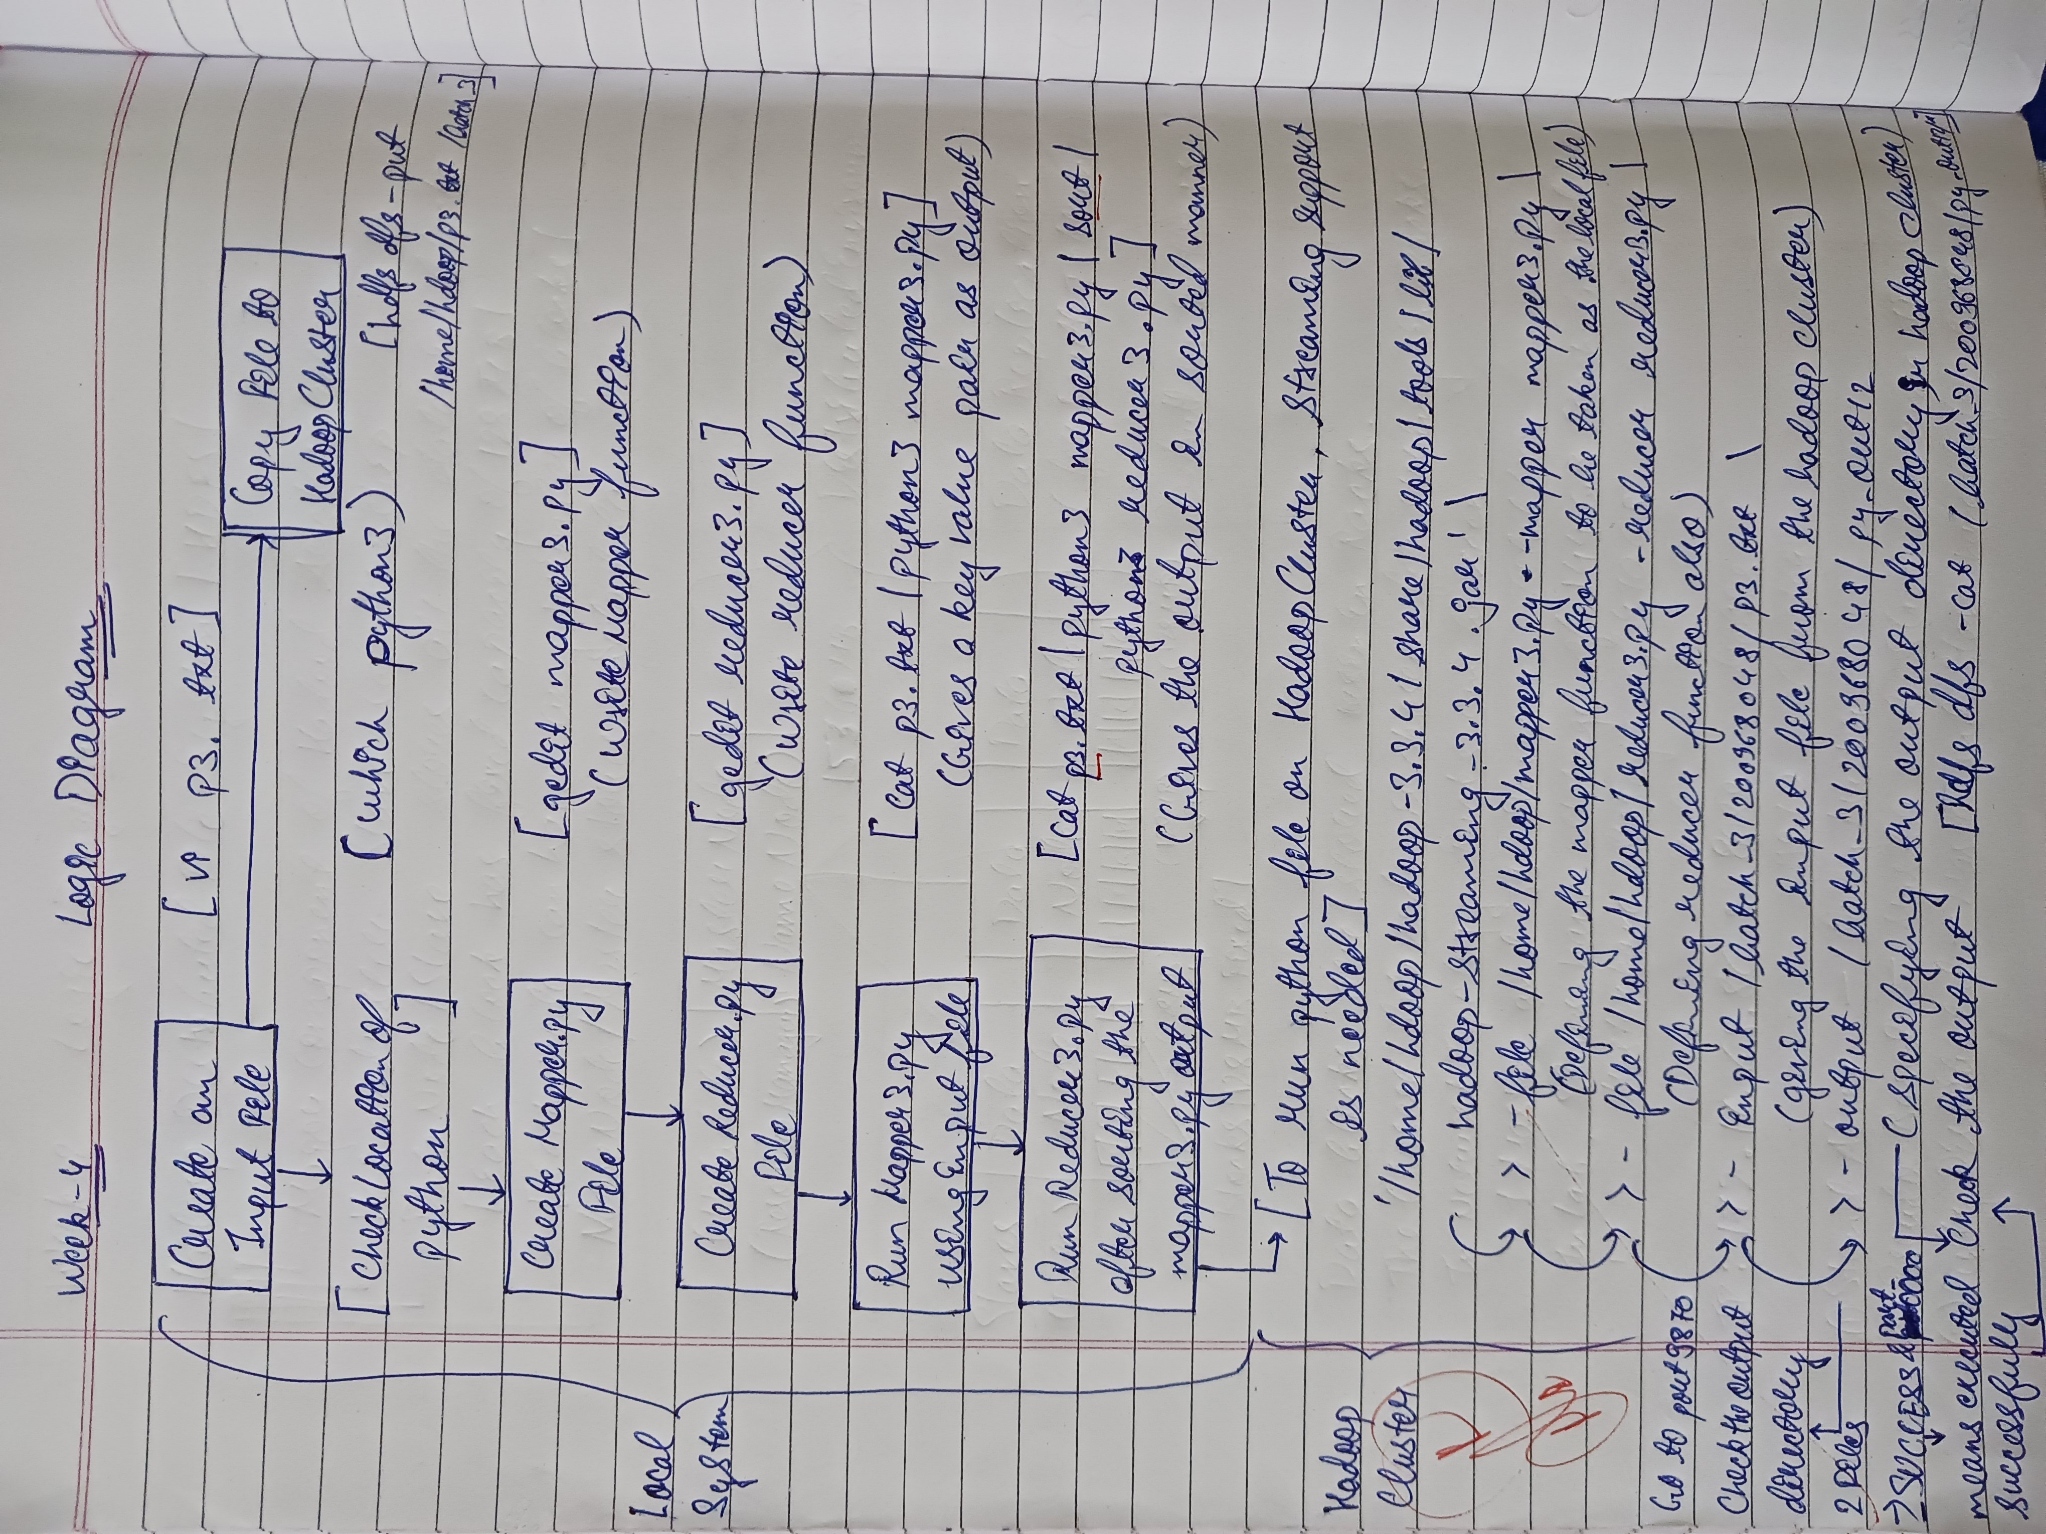 Week-4 Logic Diagram
Create an
Input File
[vi p3.txt]
Copy File to
Hadoop Cluster
[hdfs dfs -put
/home/hdoop/p3.txt /batch_3]
[Check Location of
python]
(which python3)
Create Mapper.py
File
[gedit mapper3.py]
(Write Mapper function)
Local
System
Create Reducer.py
File
[gedit reducer3.py]
(Write reducer function)
Run Mapper3.py
using input file
[Cat p3.txt | python3 mapper3.py]
(Gives a key value pair as output)
Run Reducer3.py
after sorting the
mapper3.py output
[Cat p3.txt | python3 mapper3.py | sort |
python3 reducer3.py]
(Gives the output in sorted manner)
[To run python file on Hadoop Cluster, Streaming support
is needed]
Hadoop
Cluster
'/home/hdoop/hadoop-3.3.4/share/hadoop/tools/lib/
hadoop-streaming-3.3.4.jar' \
> -file /home/hdoop/mapper3.py -mapper mapper3.py \
(Defining the mapper function to be taken as the local file)
> -file /home/hdoop/reducer3.py -reducer reducer3.py \
(Defining reducer function also)
> -input /batch_3/200968048/p3.txt \
(giving the input file from the hadoop cluster)
> -output /batch_3/200968048/py_out12
(specifying the output directory in hadoop cluster)
Check the output [hdfs dfs -cat /batch_3/200968048/py_out12/*]
Go to port 9870
Check the output
directory
2 Files
→ SUCCESS & part-0000
means executed
successfully